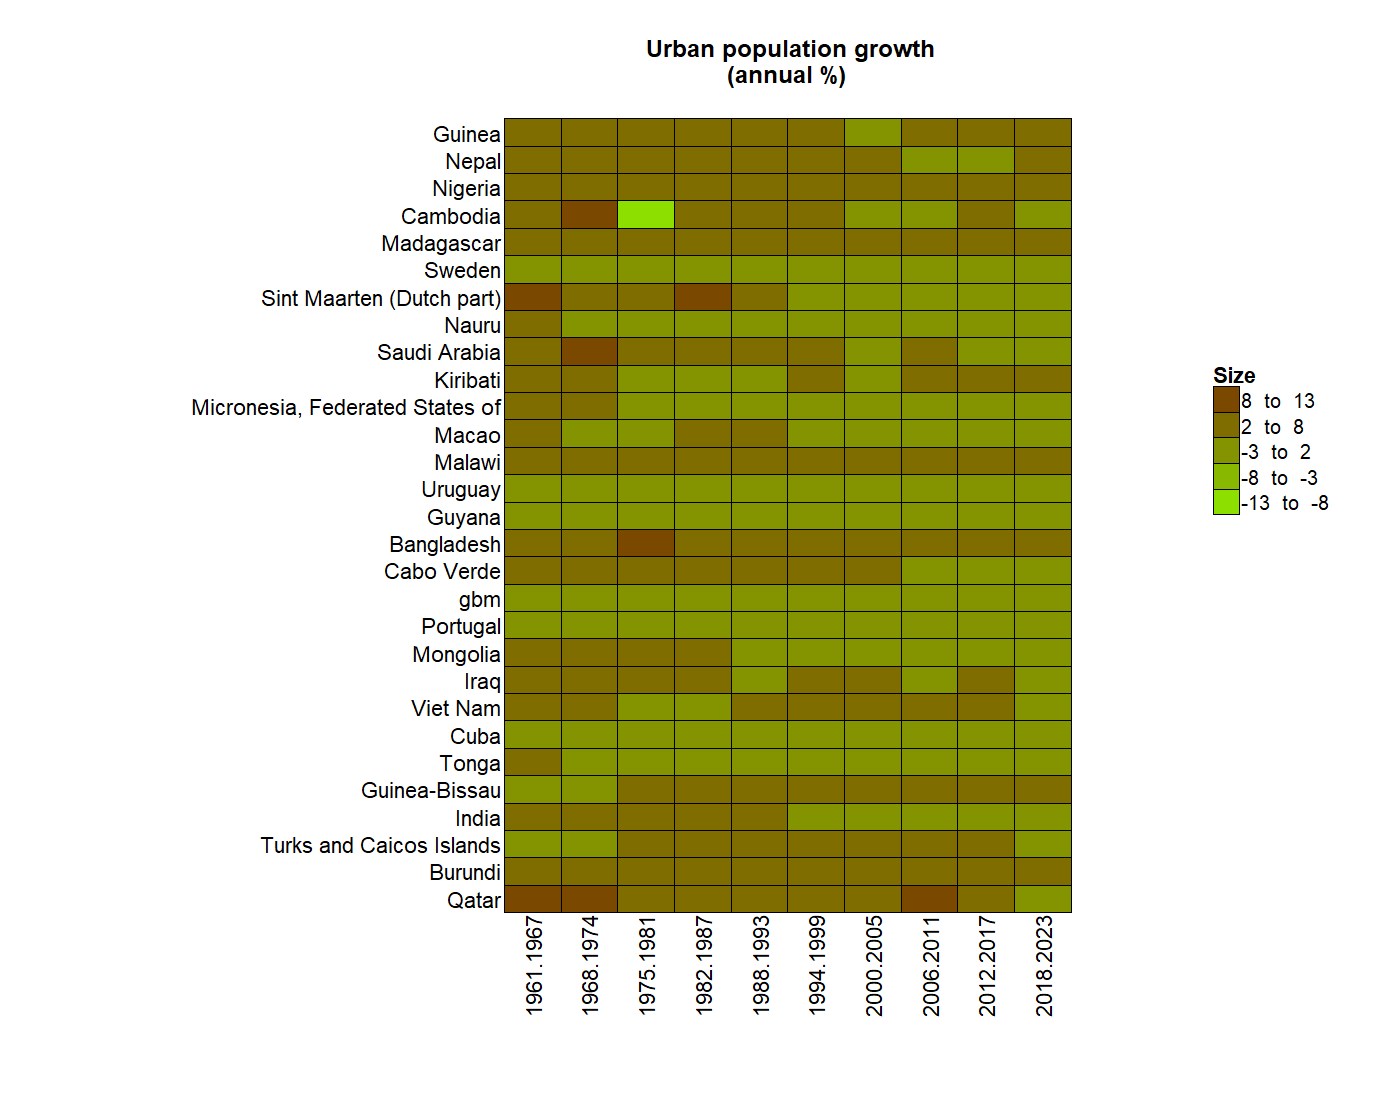 Urban population growth
(annual %)
Guinea
Nepal
Nigeria
Cambodia
Madagascar
Sweden
Sint Maarten (Dutch part)
Nauru
Saudi Arabia
Kiribati
Micronesia, Federated States of
Macao
Malawi
Uruguay
Guyana
Bangladesh
Cabo Verde
gbm
Portugal
Mongolia
Iraq
Viet Nam
Cuba
Tonga
Guinea-Bissau
India
Turks and Caicos Islands
Burundi
Qatar
1961.1967
1968.1974
1975.1981
1982.1987
1988.1993
1994.1999
2000.2005
2006.2011
2012.2017
2018.2023
Size
8 to 13
2 to 8
-3 to 2
-8 to -3
-13 to -8